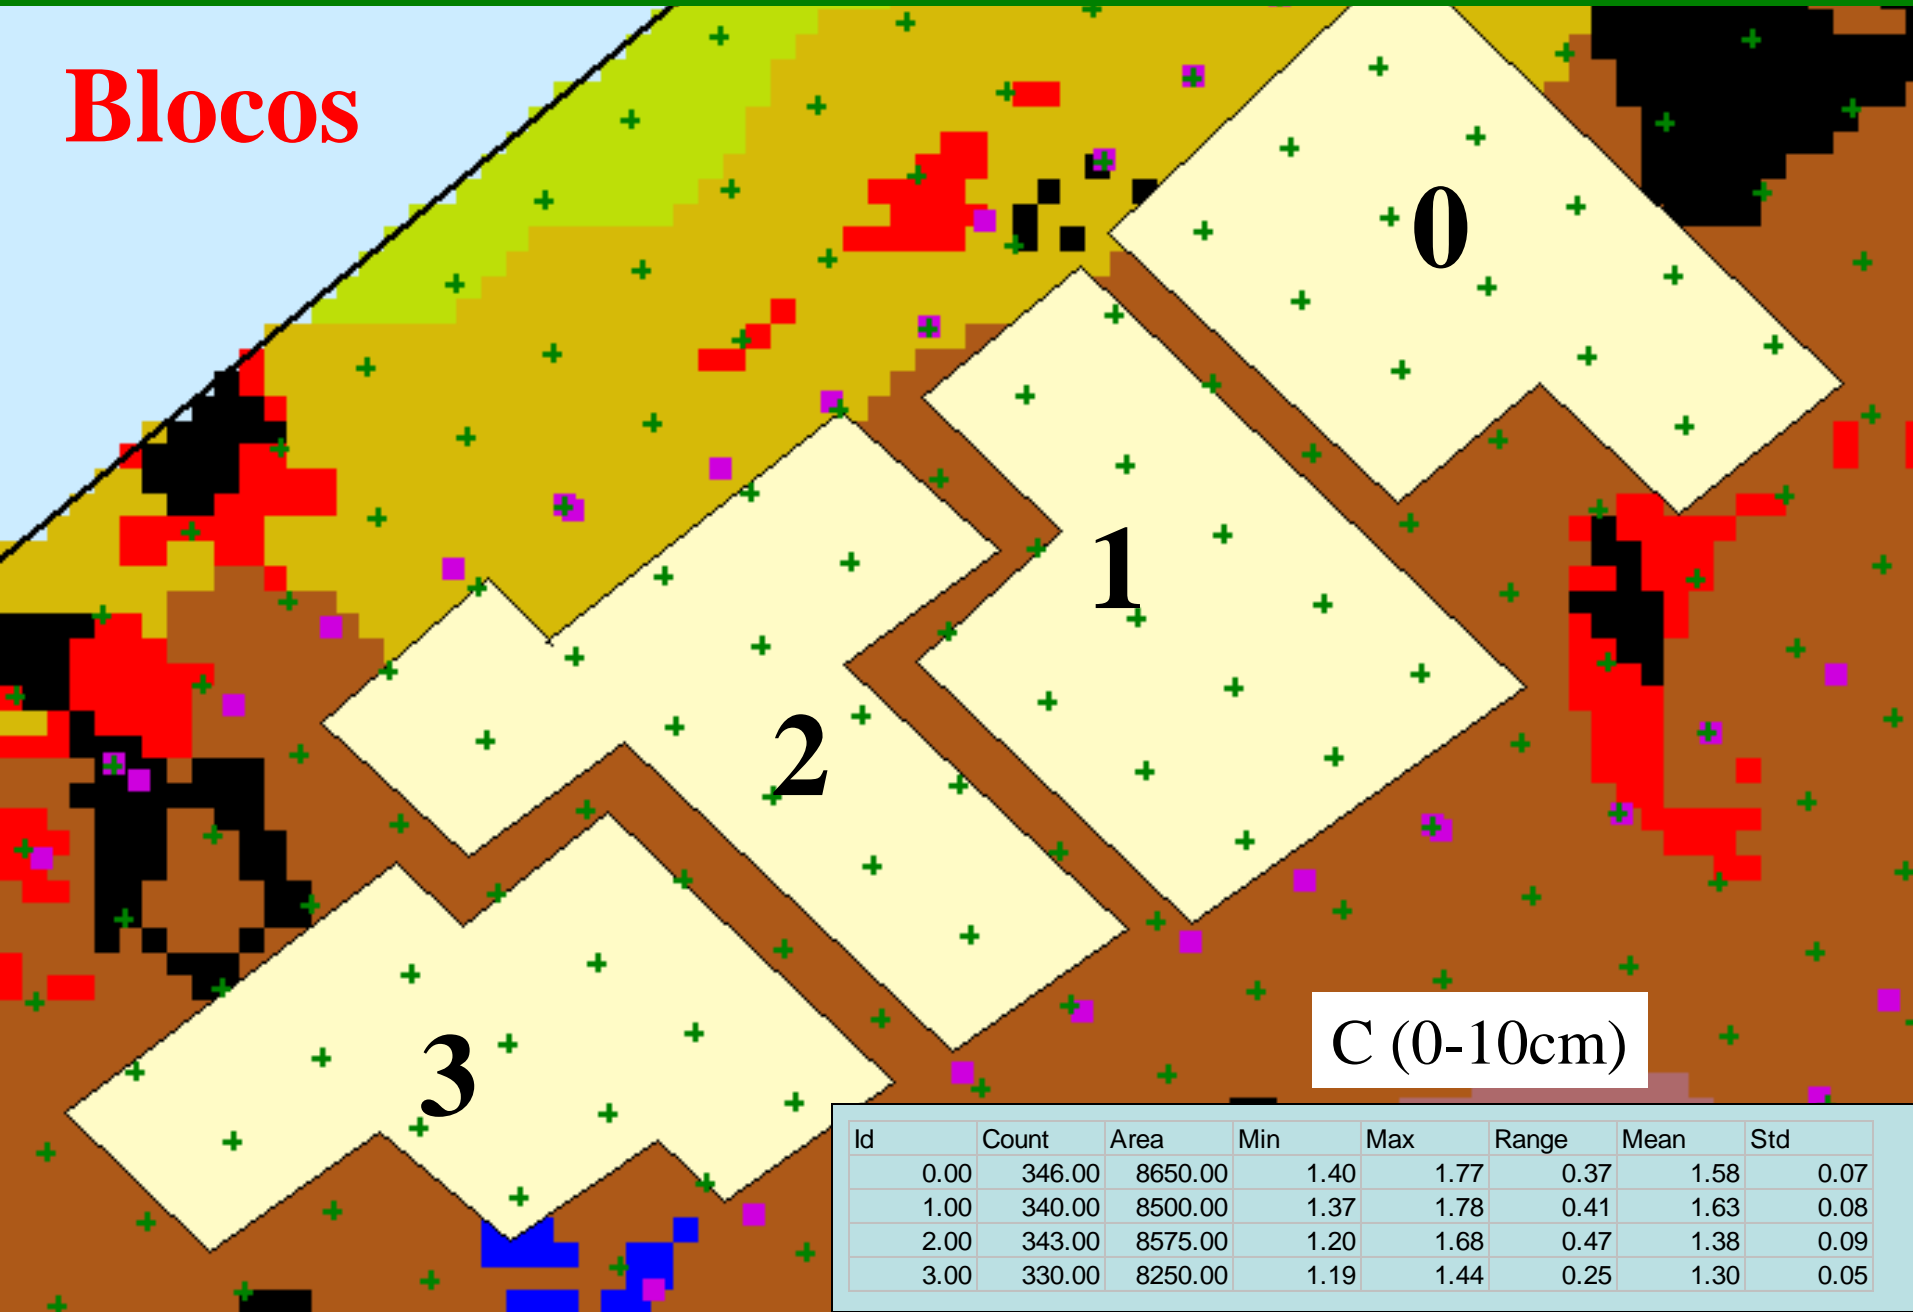 Blocos
0
1
2
3
C (0-10cm)
Id Count Area Min Max Range Mean Std
0.00 346.00 8650.00 1.40 1.77 0.37 1.58 0.07
1.00 340.00 8500.00 1.37 1.78 0.41 1.63 0.08
2.00 343.00 8575.00 1.20 1.68 0.47 1.38 0.09
3.00 330.00 8250.00 1.19 1.44 0.25 1.30 0.05